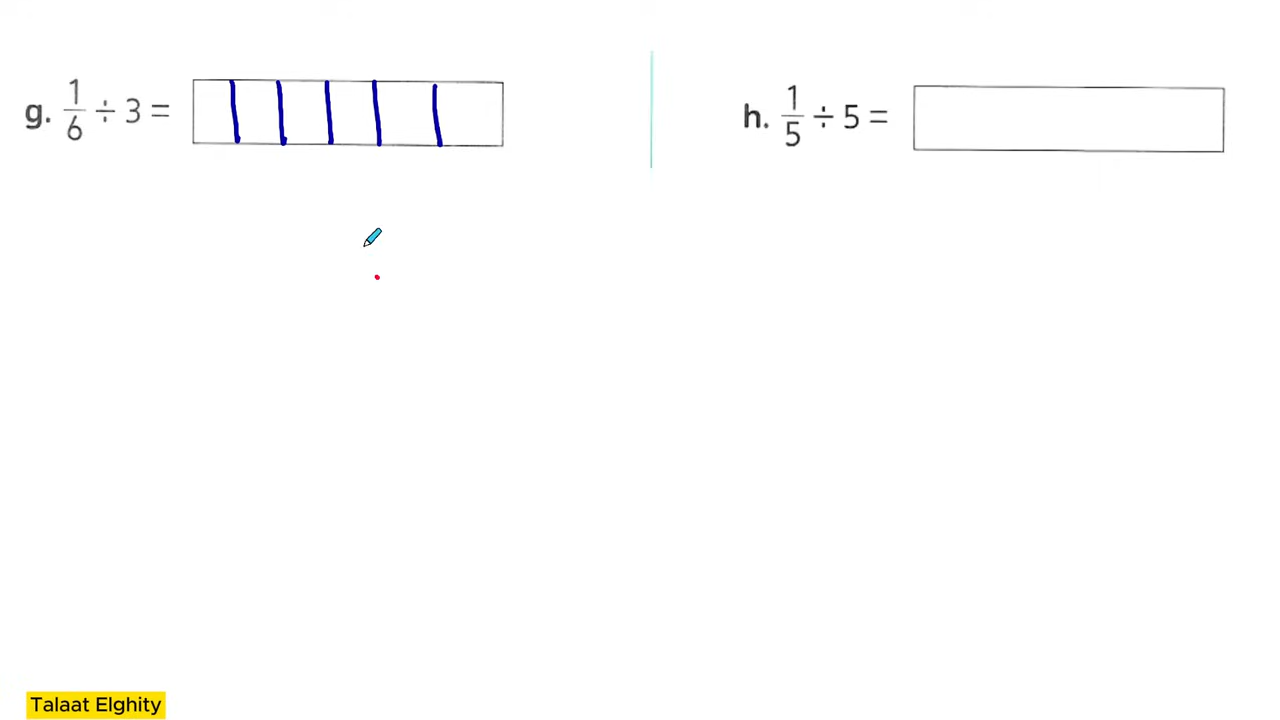 g. 1/6 ÷ 3 =
h. 1/5 ÷ 5 =
Talaat Elghity